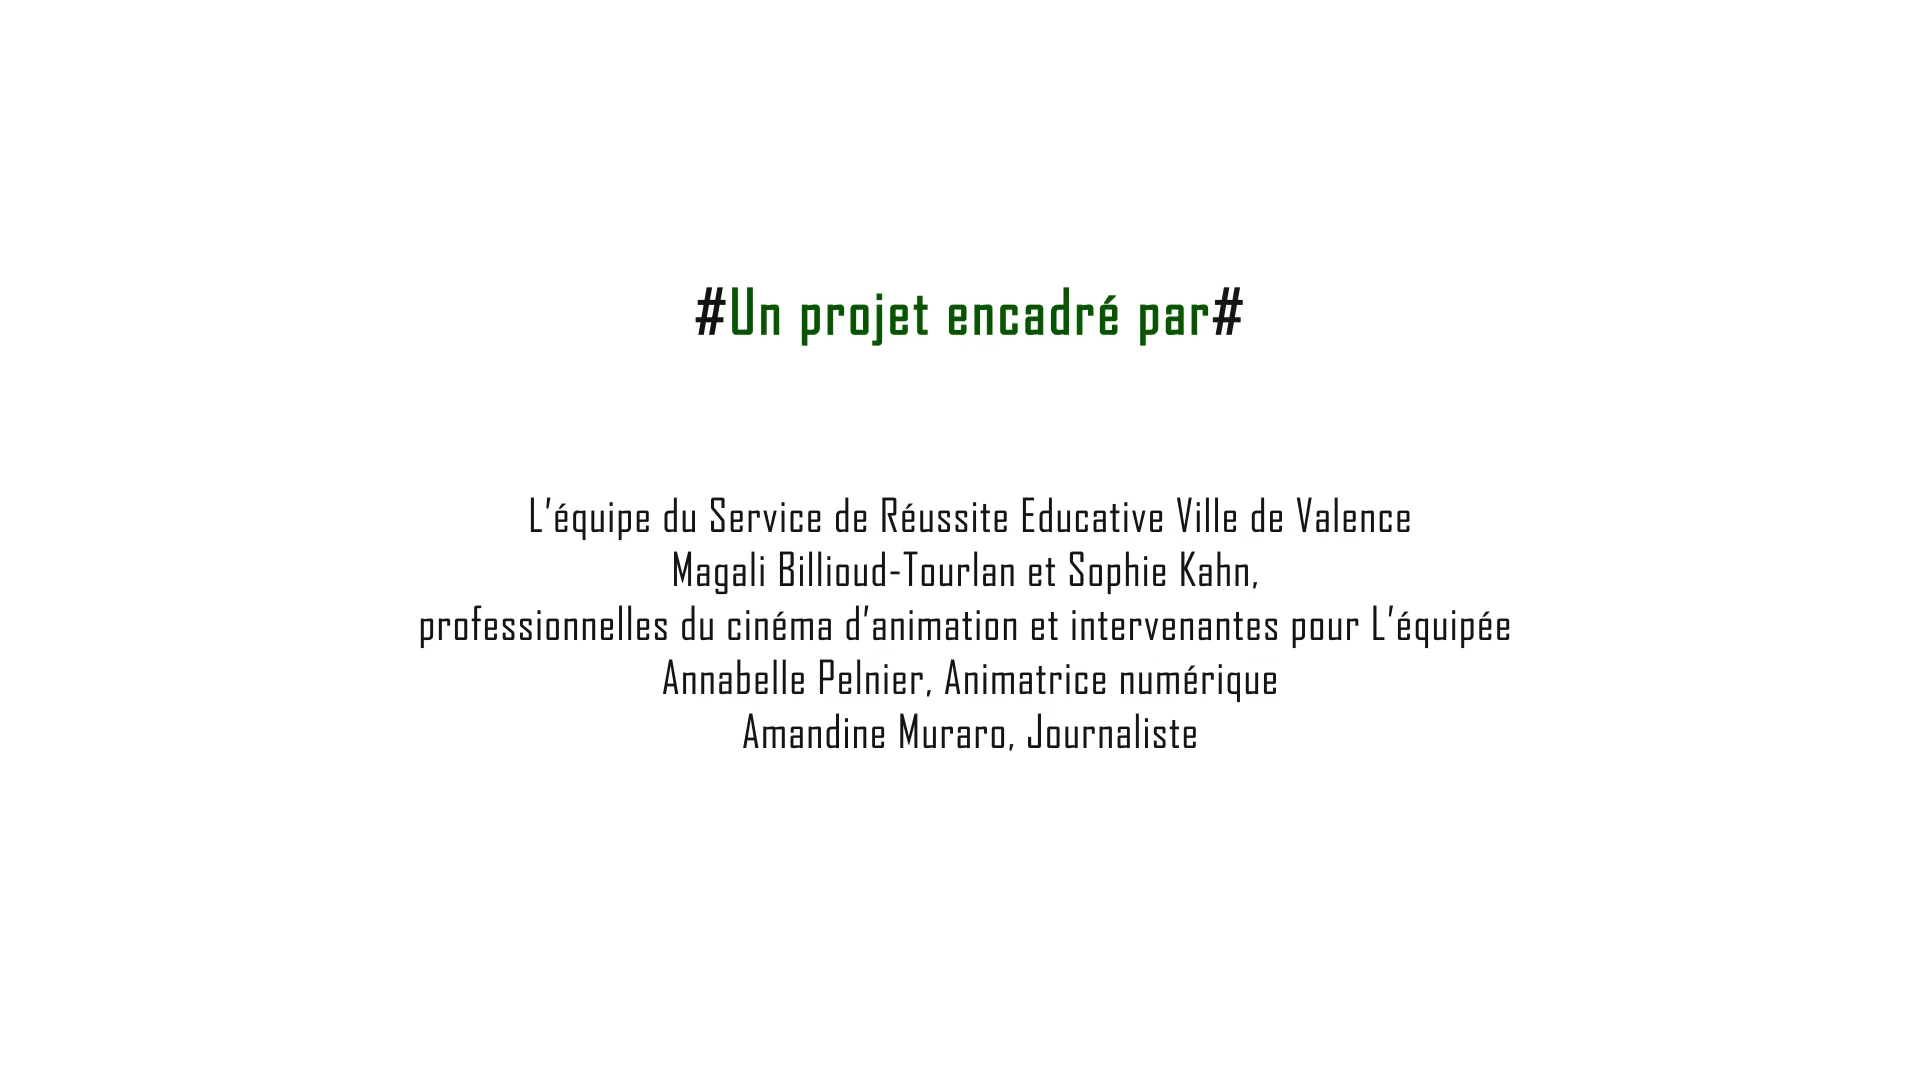 #Un projet encadré par#
L’équipe du Service de Réussite Educative Ville de Valence
Magali Billioud-Tourlan et Sophie Kahn,
professionnelles du cinéma d’animation et intervenantes pour L’équipée
Annabelle Pelnier, Animatrice numérique
Amandine Muraro, Journaliste